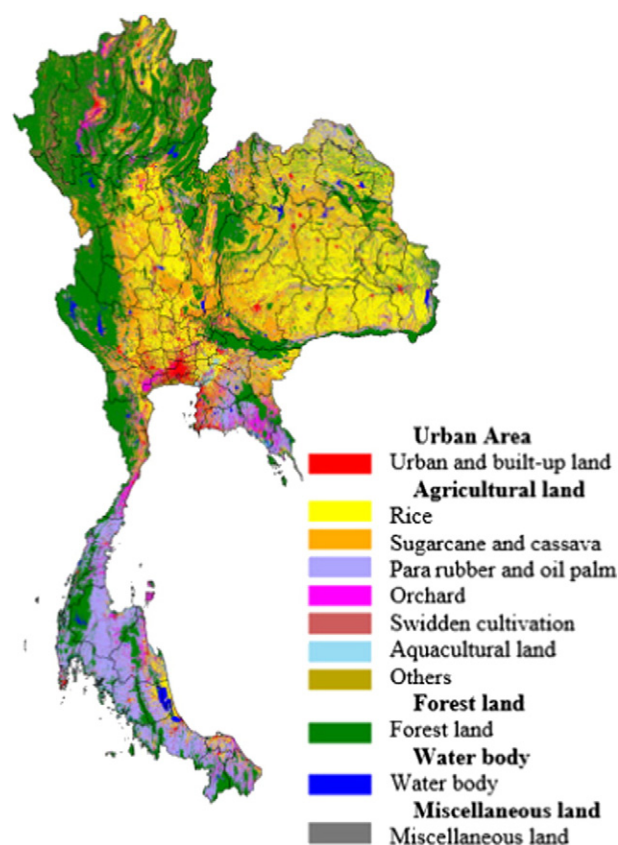 Urban Area
Urban and built-up land
Agricultural land
Rice
Sugarcane and cassava
Para rubber and oil palm
Orchard
Swidden cultivation
Aquacultural land
Others
Forest land
Forest land
Water body
Water body
Miscellaneous land
Miscellaneous land